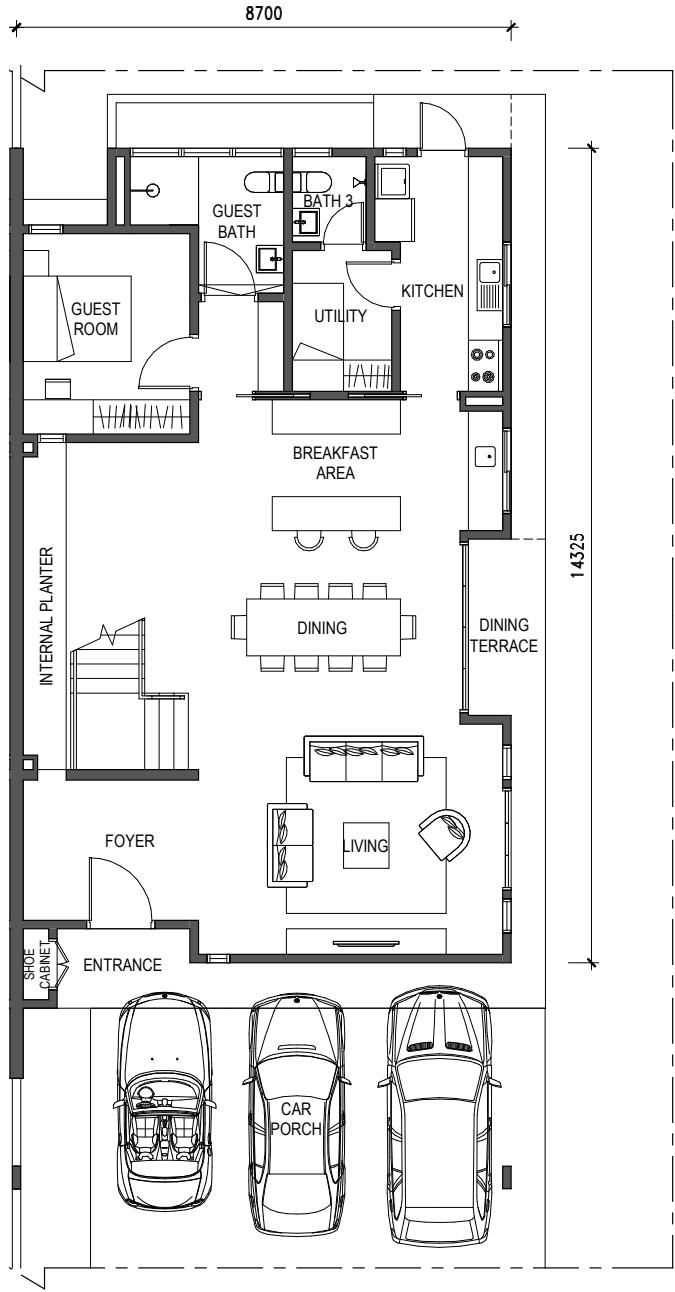 8700
GUEST
BATH
BATH 3
GUEST
ROOM
UTILITY
KITCHEN
BREAKFAST
AREA
14325
INTERNAL PLANTER
DINING
DINING
TERRACE
FOYER
LIVING
SHOE
CABINET
ENTRANCE
CAR
PORCH